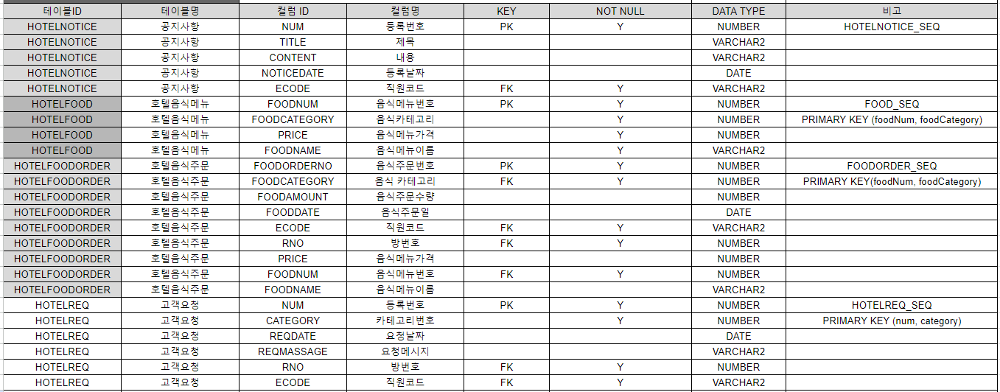 테이블ID 테이블명 컬럼 ID 컬럼명 KEY NOT NULL DATA TYPE 비고
HOTELNOTICE 공지사항 NUM 등록번호 PK Y NUMBER HOTELNOTICE_SEQ
HOTELNOTICE 공지사항 TITLE 제목 VARCHAR2
HOTELNOTICE 공지사항 CONTENT 내용 VARCHAR2
HOTELNOTICE 공지사항 NOTICEDATE 등록날짜 DATE
HOTELNOTICE 공지사항 ECODE 직원코드 FK Y VARCHAR2
HOTELFOOD 호텔음식메뉴 FOODNUM 음식메뉴번호 PK Y NUMBER FOOD_SEQ
HOTELFOOD 호텔음식메뉴 FOODCATEGORY 음식카테고리 Y NUMBER PRIMARY KEY (foodNum, foodCategory)
HOTELFOOD 호텔음식메뉴 PRICE 음식메뉴가격 Y NUMBER
HOTELFOOD 호텔음식메뉴 FOODNAME 음식메뉴이름 Y VARCHAR2
HOTELFOODORDER 호텔음식주문 FOODORDERNO 음식주문번호 PK Y NUMBER FOODORDER_SEQ
HOTELFOODORDER 호텔음식주문 FOODCATEGORY 음식 카테고리 FK Y NUMBER PRIMARY KEY(foodNum, foodCategory)
HOTELFOODORDER 호텔음식주문 FOODAMOUNT 음식주문수량 NUMBER
HOTELFOODORDER 호텔음식주문 FOODDATE 음식주문일 DATE
HOTELFOODORDER 호텔음식주문 ECODE 직원코드 FK Y VARCHAR2
HOTELFOODORDER 호텔음식주문 RNO 방번호 FK Y NUMBER
HOTELFOODORDER 호텔음식주문 PRICE 음식메뉴가격 NUMBER
HOTELFOODORDER 호텔음식주문 FOODNUM 음식메뉴번호 FK Y NUMBER
HOTELFOODORDER 호텔음식주문 FOODNAME 음식메뉴이름 VARCHAR2
HOTELREQ 고객요청 NUM 등록번호 PK Y NUMBER HOTELREQ_SEQ
HOTELREQ 고객요청 CATEGORY 카테고리번호 Y NUMBER PRIMARY KEY (num, category)
HOTELREQ 고객요청 REQDATE 요청날짜 DATE
HOTELREQ 고객요청 REQMASSAGE 요청메시지 VARCHAR2
HOTELREQ 고객요청 RNO 방번호 FK Y NUMBER
HOTELREQ 고객요청 ECODE 직원코드 FK Y VARCHAR2